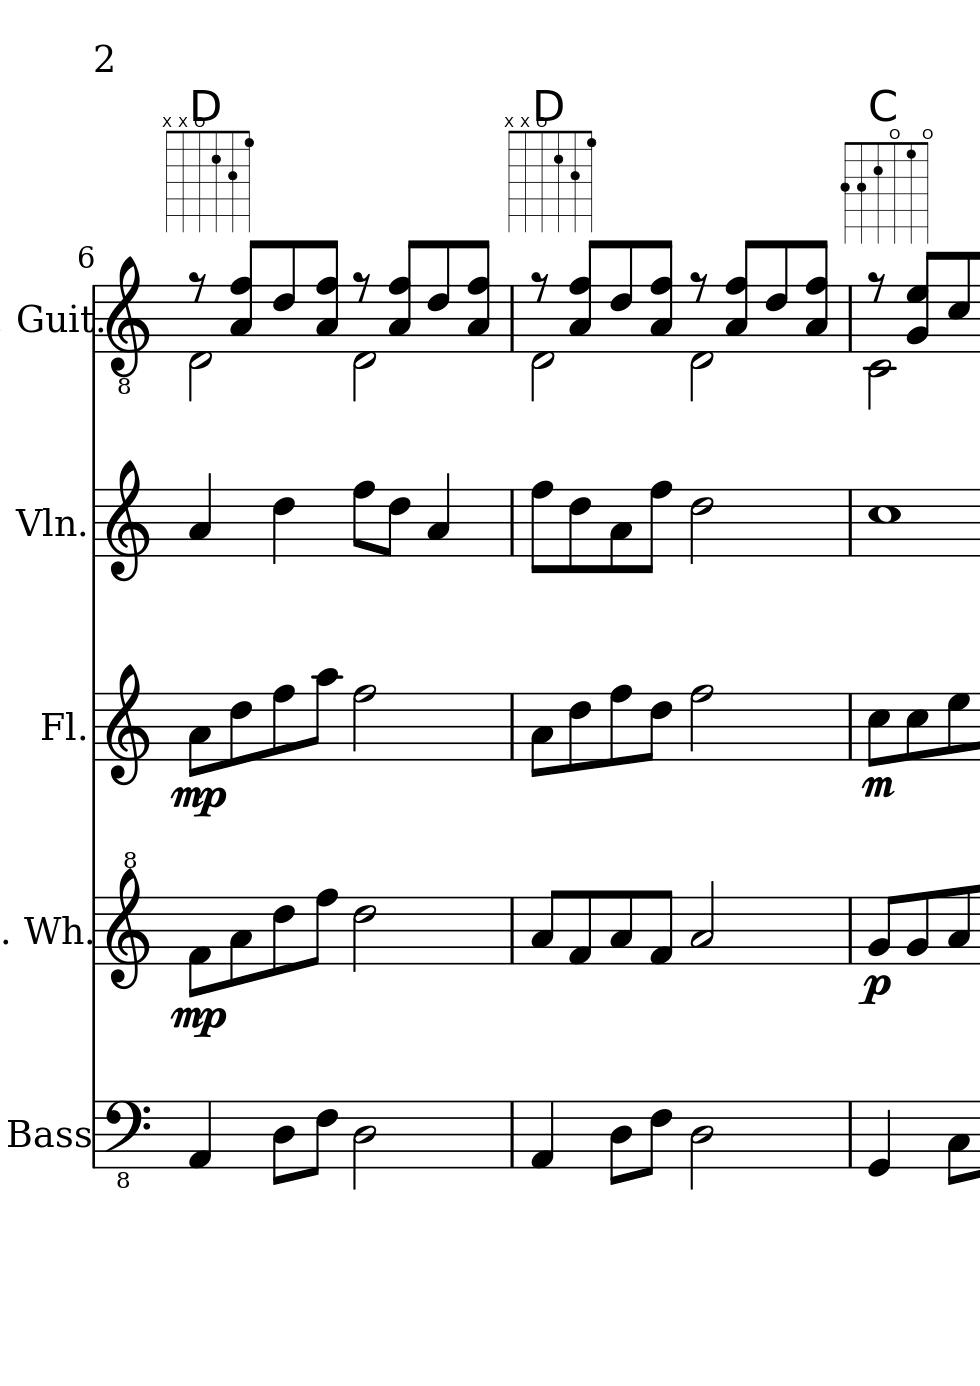 2
D D C
x x o x x o o o
6
Guit.
8
Vln.
Fl.
mp m
8
. Wh.
mp p
Bass
8